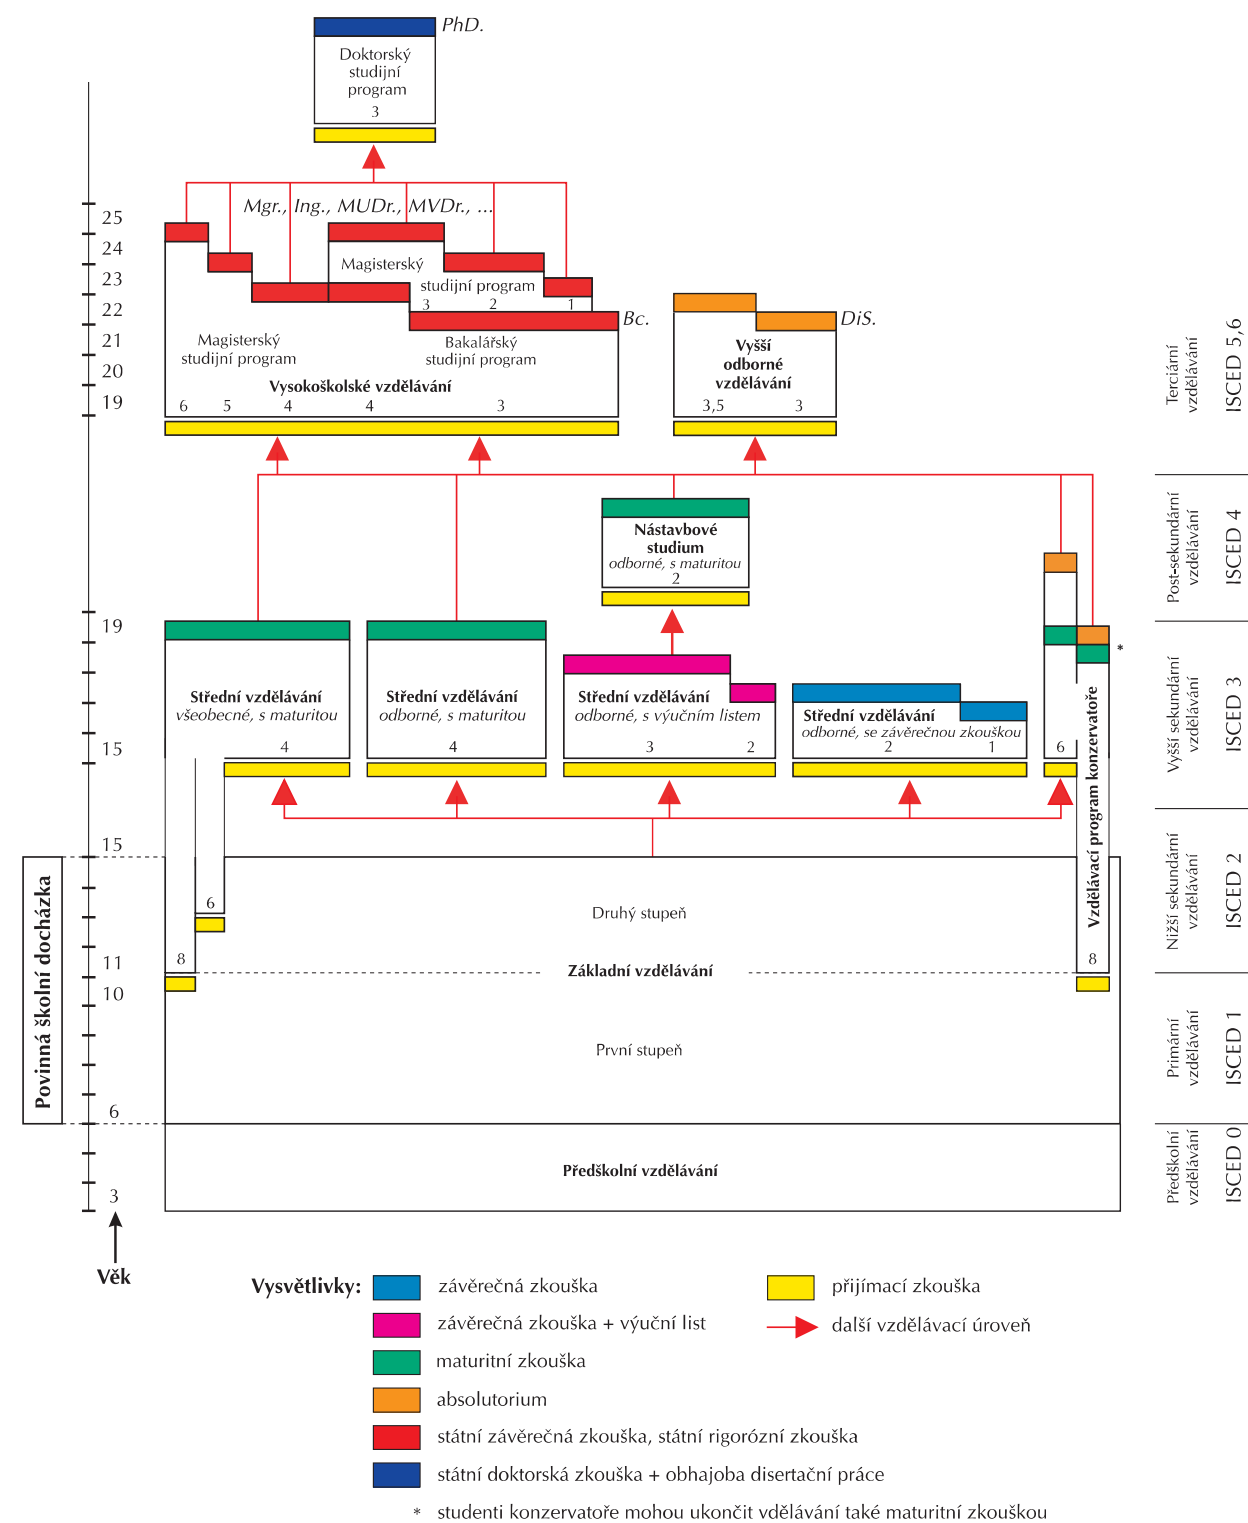 PhD.
Doktorský
studijní
program
3
Mgr., Ing., MUDr., MVDr., ...
25
24
23
22
21
20
19
Magisterský
studijní program
3
2
1
Bc.
Magisterský
studijní program
Bakalářský
studijní program
Vysokoškolské vzdělávání
6
5
4
4
3
DiS.
Vyšší
odborné
vzdělávání
3,5
3
Terciární
vzdělávání
ISCED 5,6
Nástavbové
studium
odborné, s maturitou
2
Post-sekundární
vzdělávání
ISCED 4
19
15
Střední vzdělávání
všeobecné, s maturitou
4
Střední vzdělávání
odborné, s maturitou
4
Střední vzdělávání
odborné, s výučním listem
3
2
Střední vzdělávání
odborné, se závěrečnou zkouškou
2
1
6
*
Vzdělávací program konzervatoře
8
Vyšší sekundární
vzdělávání
ISCED 3
15
11
10
6
3
Povinná školní docházka
6
8
Druhý stupeň
Základní vzdělávání
První stupeň
Nižší sekundární
vzdělávání
ISCED 2
Primární
vzdělávání
ISCED 1
Předškolní vzdělávání
Předškolní
vzdělávání
ISCED 0
Věk
Vysvětlivky:
závěrečná zkouška
závěrečná zkouška + výuční list
maturitní zkouška
absolutorium
státní závěrečná zkouška, státní rigorózní zkouška
státní doktorská zkouška + obhajoba disertační práce
* studenti konzervatoře mohou ukončit vdělávání také maturitní zkouškou
přijímací zkouška
další vzdělávací úroveň